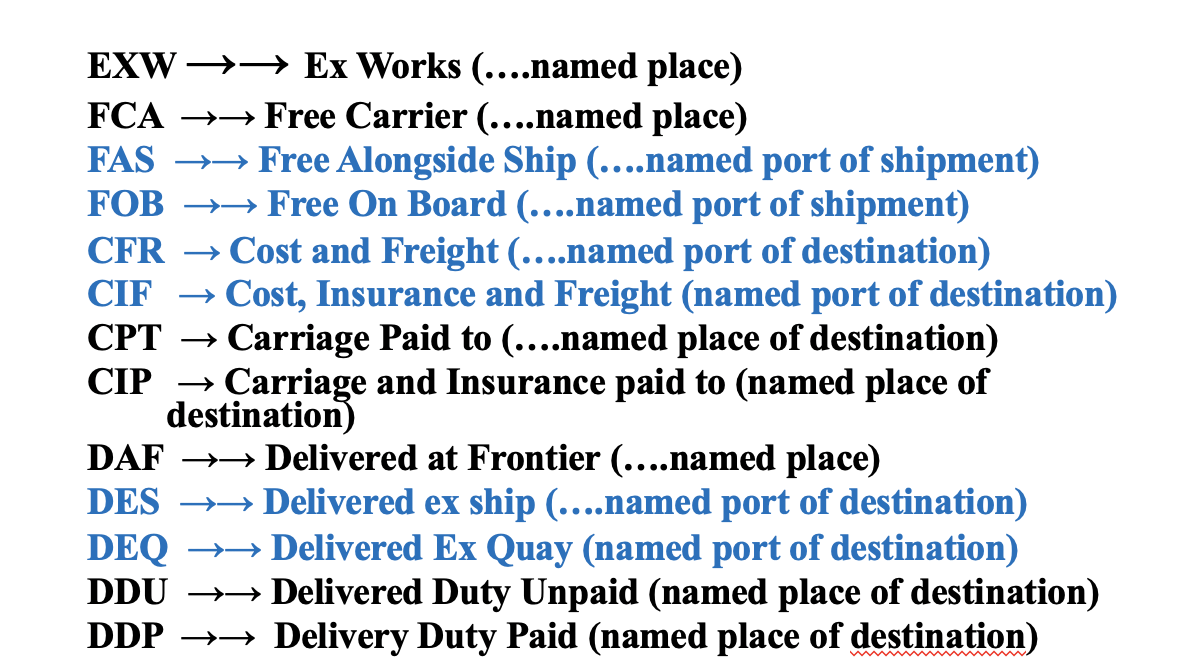 EXW →→ Ex Works (….named place)
FCA →→ Free Carrier (….named place)
FAS →→ Free Alongside Ship (….named port of shipment)
FOB →→ Free On Board (….named port of shipment)
CFR → Cost and Freight (….named port of destination)
CIF → Cost, Insurance and Freight (named port of destination)
CPT → Carriage Paid to (….named place of destination)
CIP → Carriage and Insurance paid to (named place of
destination)
DAF →→ Delivered at Frontier (….named place)
DES →→ Delivered ex ship (….named port of destination)
DEQ →→ Delivered Ex Quay (named port of destination)
DDU →→ Delivered Duty Unpaid (named place of destination)
DDP →→ Delivery Duty Paid (named place of destination)